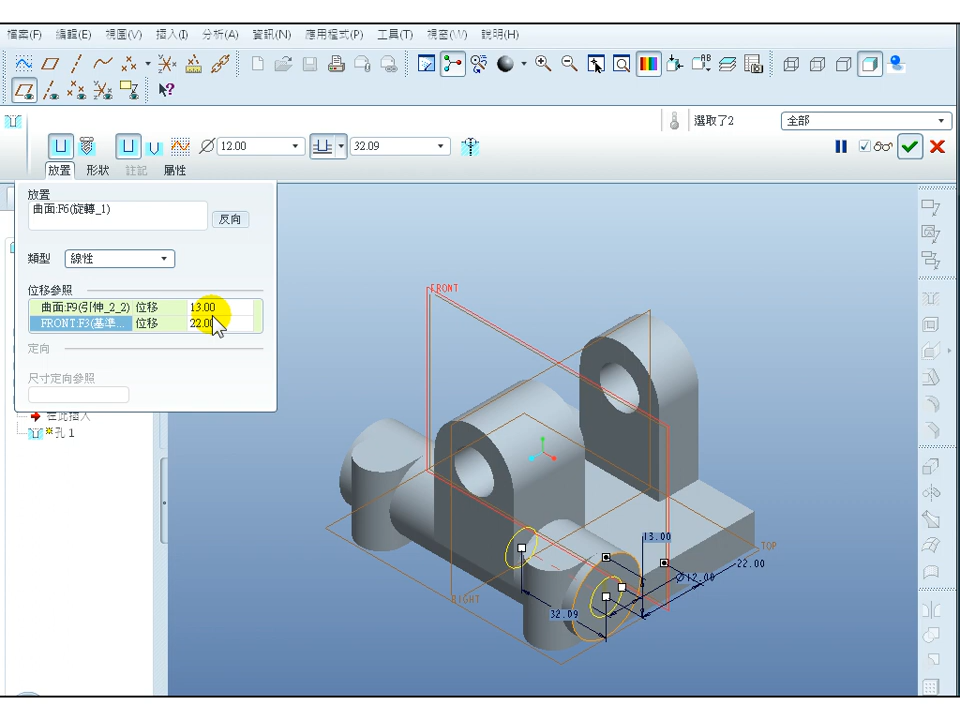 檔案(F) 編輯(E) 視圖(V) 插入(I) 分析(A) 資訊(N) 應用程式(P) 工具(T) 視窗(W) 說明(H)
選取了2 全部
12.00 32.09
放置 形狀 註記 屬性
放置
曲面:F6(旋轉_1)
反向
類型 線性
位移參照
曲面:F9(引伸_2_2) 位移 13.00
FRONT:F3(基準... 位移 22.00
定向
尺寸定向參照
在此插入
孔 1
FRONT
13.00
TOP
22.00
Ø12.00
RIGHT
32.09